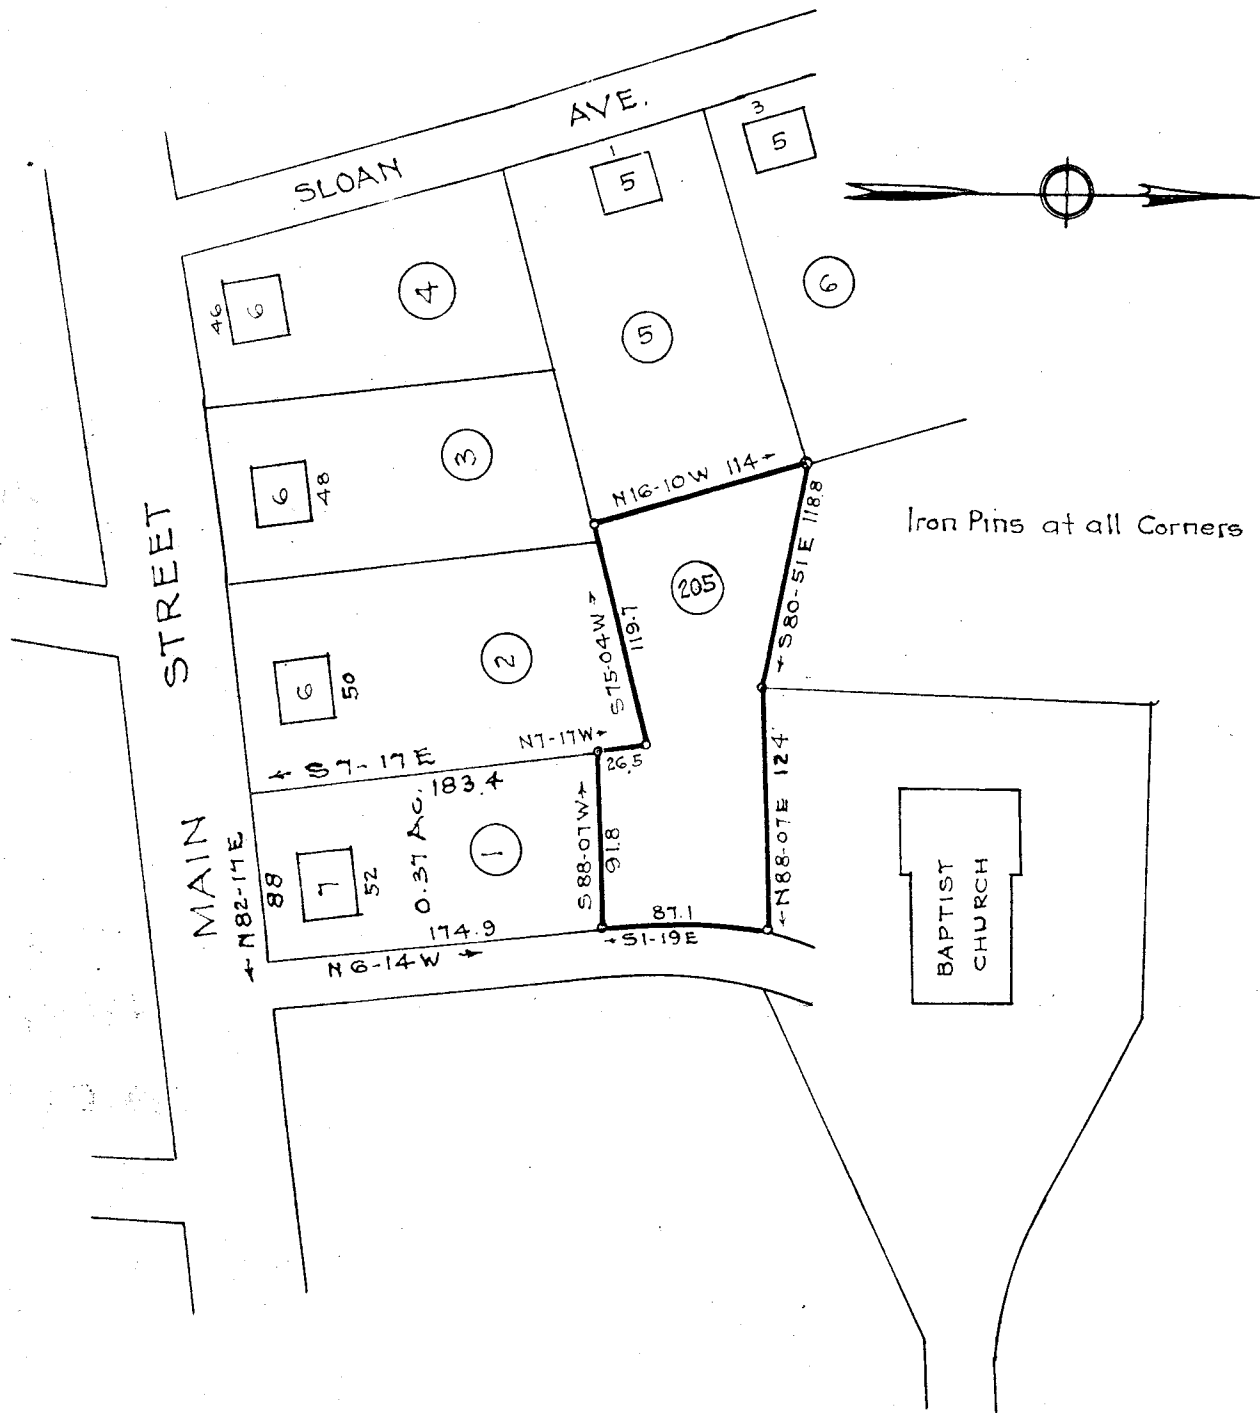 SLOAN AVE.
3
5
1
5
46
6
4
5
6
6
48
3
N16-10W 114
S80-51E 118.8
Iron Pins at all Corners
205
STREET
6
50
2
S75-04W
119.7
N7-17W
26.5
S7-17E
183.4
N88-07E 124'
MAIN
N82-17E
88
7
52
0.37 Ac.
1
S88-07W
91.8
174.9
N6-14W
87.1
S1-19E
BAPTIST
CHURCH